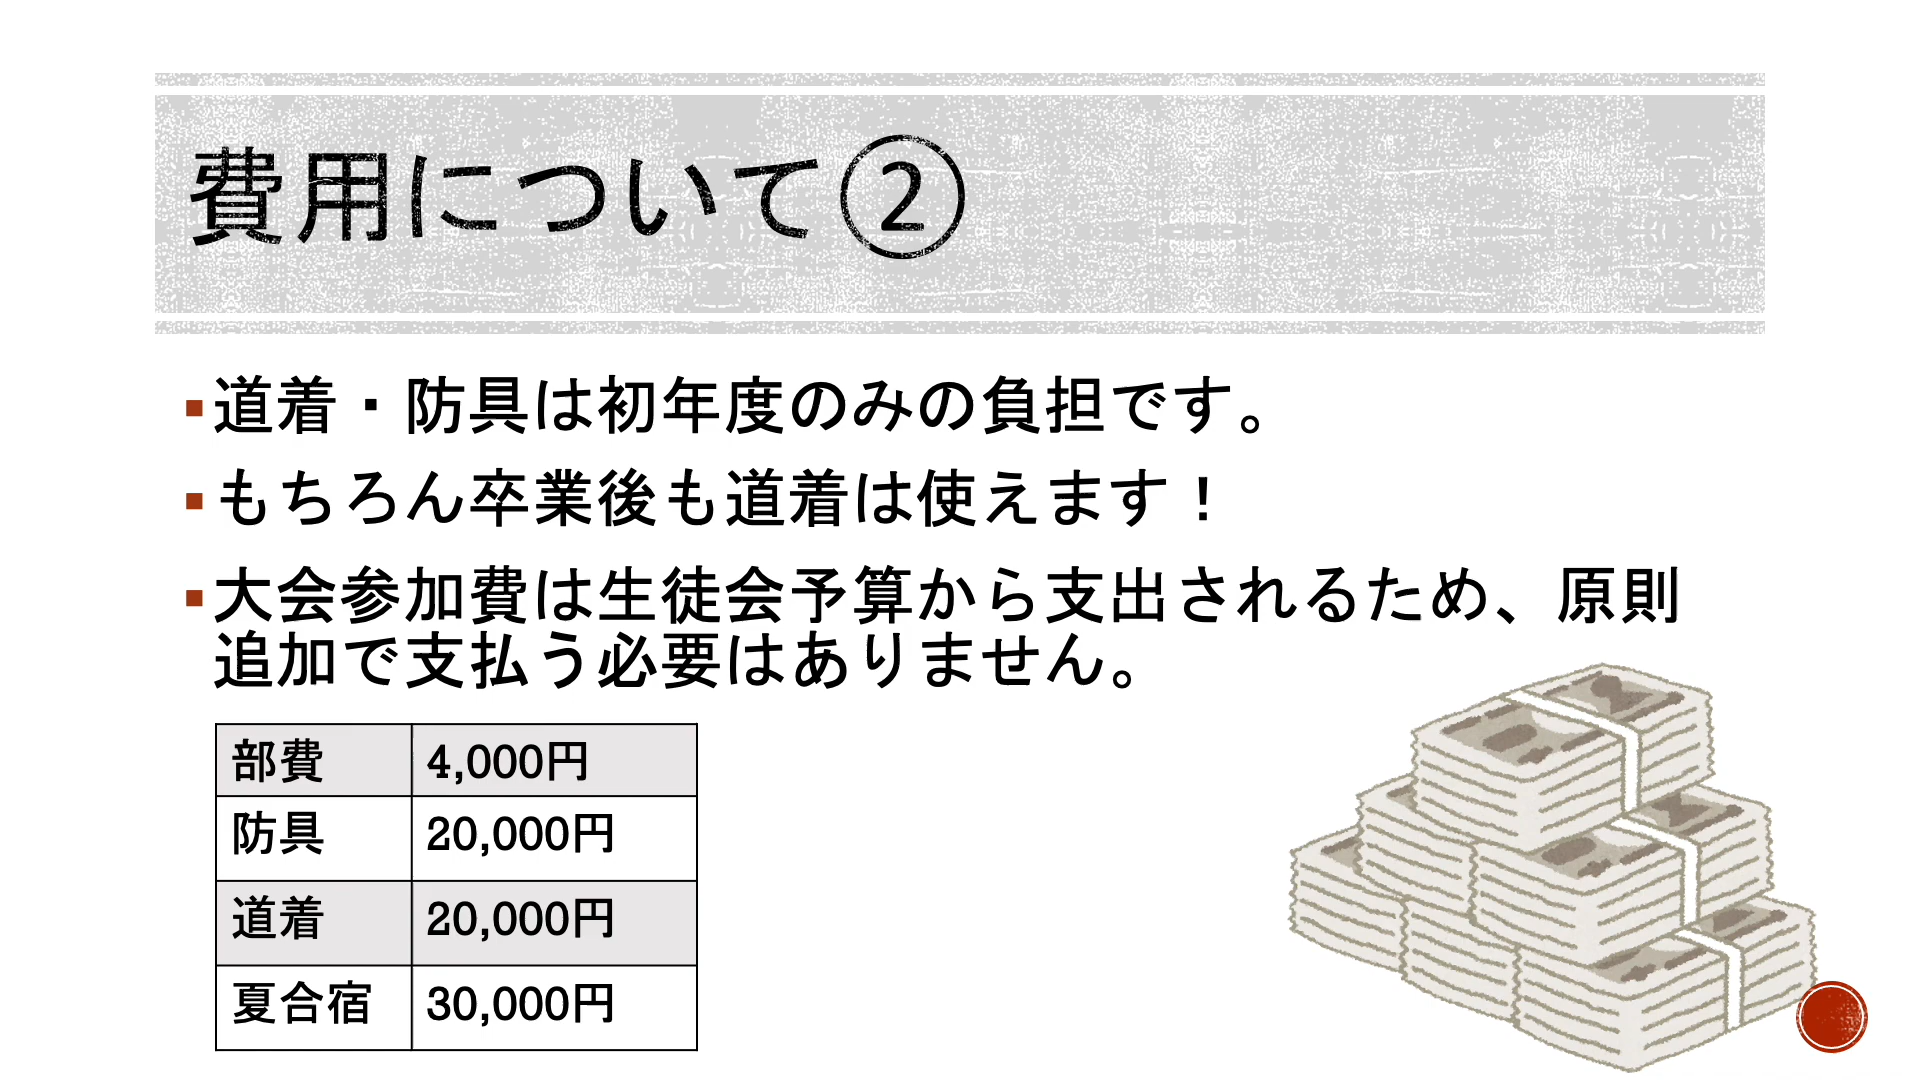 費用について②
▪道着・防具は初年度のみの負担です。
▪もちろん卒業後も道着は使えます！
▪大会参加費は生徒会予算から支出されるため、原則
追加で支払う必要はありません。
部費 4,000円
防具 20,000円
道着 20,000円
夏合宿 30,000円